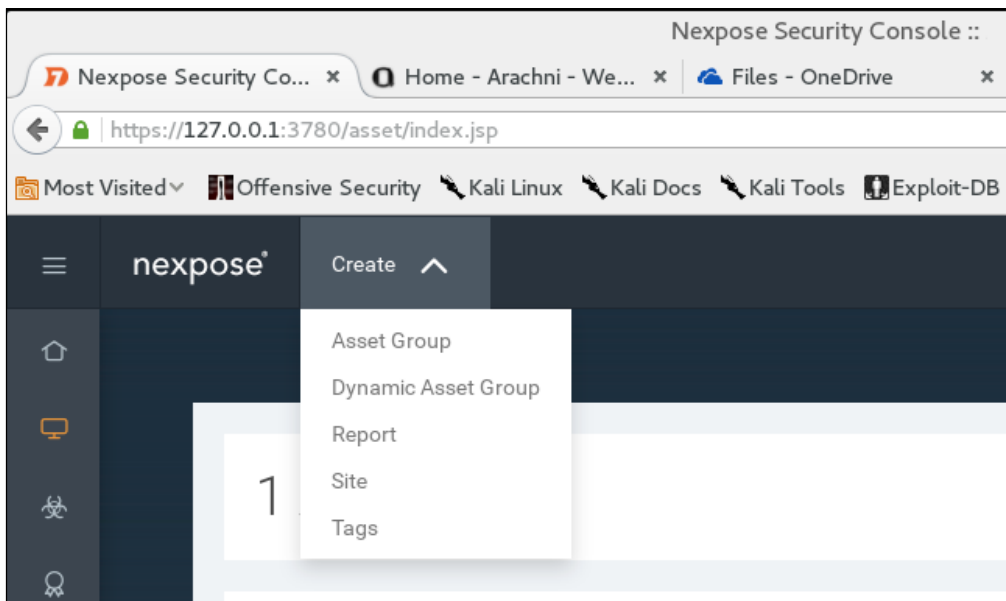 Nexpose Security Console ::
Nexpose Security Co... × Home - Arachni - We... × Files - OneDrive ×
https://127.0.0.1:3780/asset/index.jsp
Most Visited Offensive Security Kali Linux Kali Docs Kali Tools Exploit-DB
nexpose® Create
Asset Group
Dynamic Asset Group
Report
Site
Tags
1